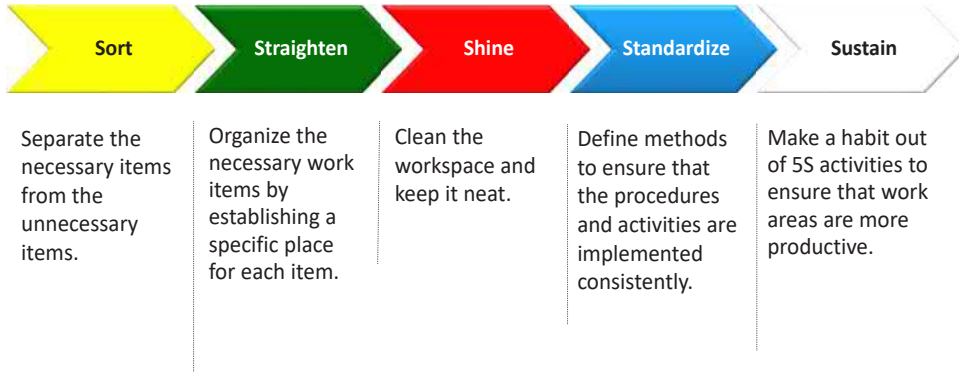 Sort
Straighten
Shine
Standardize
Sustain
Separate the
necessary items
from the
unnecessary
items.
Organize the
necessary work
items by
establishing a
specific place
for each item.
Clean the
workspace and
keep it neat.
Define methods
to ensure that
the procedures
and activities are
implemented
consistently.
Make a habit out
of 5S activities to
ensure that work
areas are more
productive.